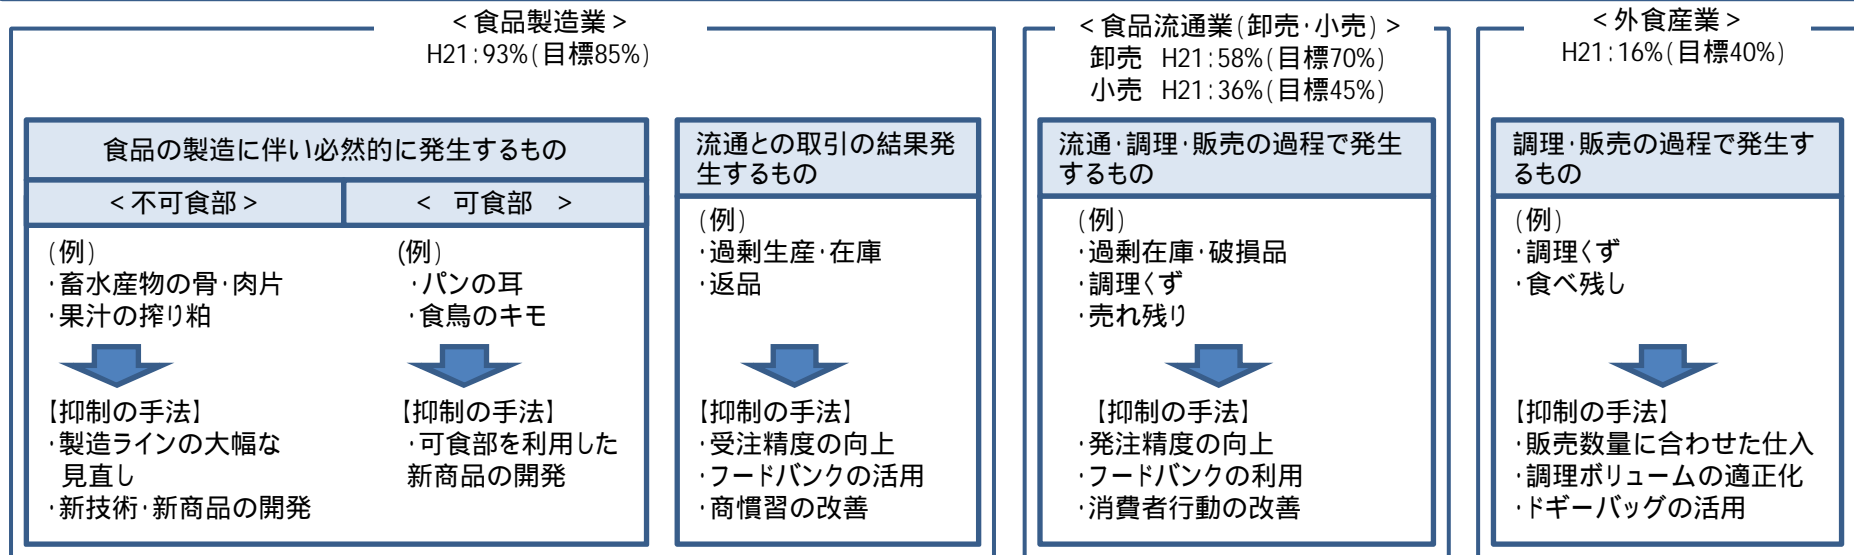 <食品製造業>
H21:93%(目標85%)
食品の製造に伴い必然的に発生するもの
<不可食部>
(例)
・畜水産物の骨・肉片
・果汁の搾り粕
【抑制の手法】
・製造ラインの大幅な
見直し
・新技術・新商品の開発
< 可食部 >
(例)
・パンの耳
・食鳥のキモ
【抑制の手法】
・可食部を利用した
新商品の開発
流通との取引の結果発
生するもの
(例)
・過剰生産・在庫
・返品
【抑制の手法】
・受注精度の向上
・フードバンクの活用
・商慣習の改善
<食品流通業(卸売・小売)>
卸売 H21:58%(目標70%)
小売 H21:36%(目標45%)
流通・調理・販売の過程で発生
するもの
(例)
・過剰在庫・破損品
・調理くず
・売れ残り
【抑制の手法】
・発注精度の向上
・フードバンクの利用
・消費者行動の改善
<外食産業>
H21:16%(目標40%)
調理・販売の過程で発生す
るもの
(例)
・調理くず
・食べ残し
【抑制の手法】
・販売数量に合わせた仕入
・調理ボリュームの適正化
・ドギーバッグの活用